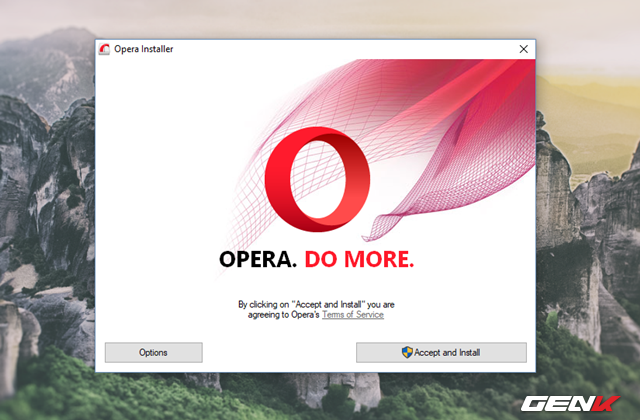 Opera Installer
OPERA. DO MORE.
By clicking on "Accept and Install" you are
agreeing to Opera's Terms of Service
Options
Accept and Install
GENK